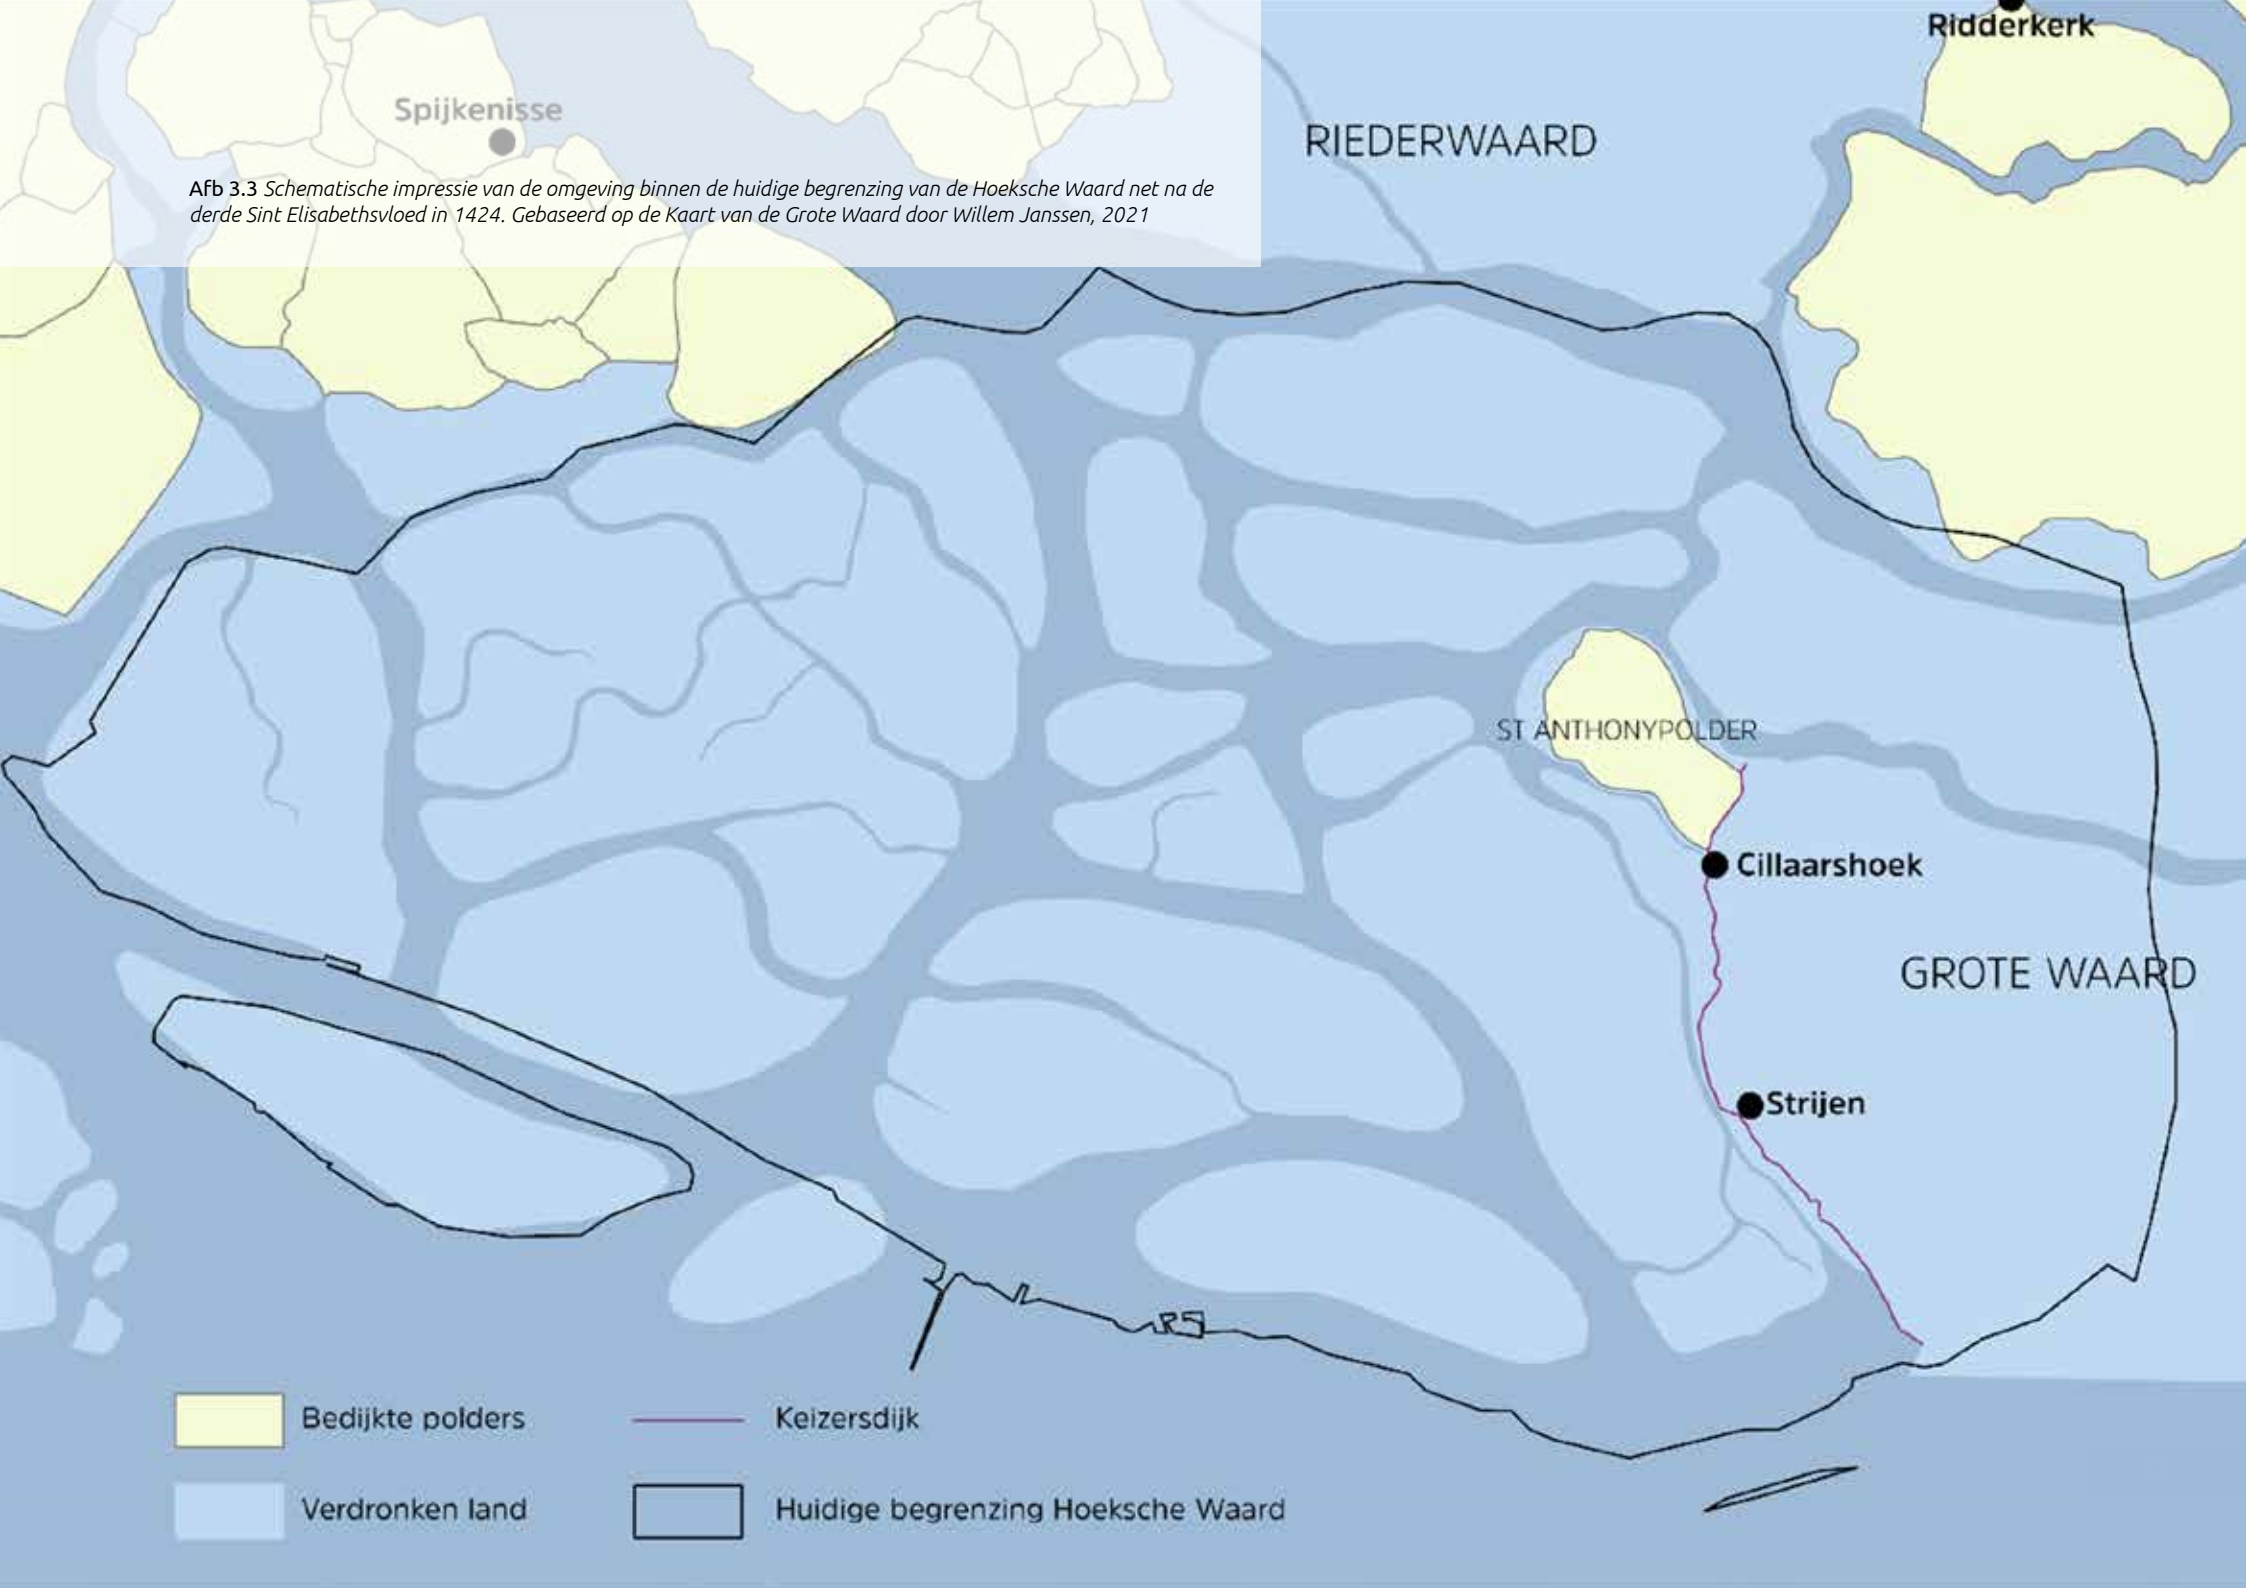 Ridderkerk
Spijkenisse
RIEDERWAARD
Afb 3.3 Schematische impressie van de omgeving binnen de huidige begrenzing van de Hoeksche Waard net na de
derde Sint Elisabethsvloed in 1424. Gebaseerd op de Kaart van de Grote Waard door Willem Janssen, 2021
ST ANTHONYPOLDER
Cillaarshoek
GROTE WAARD
Strijen
Bedijkte polders
Keizersdijk
Verdronken land
Huidige begrenzing Hoeksche Waard